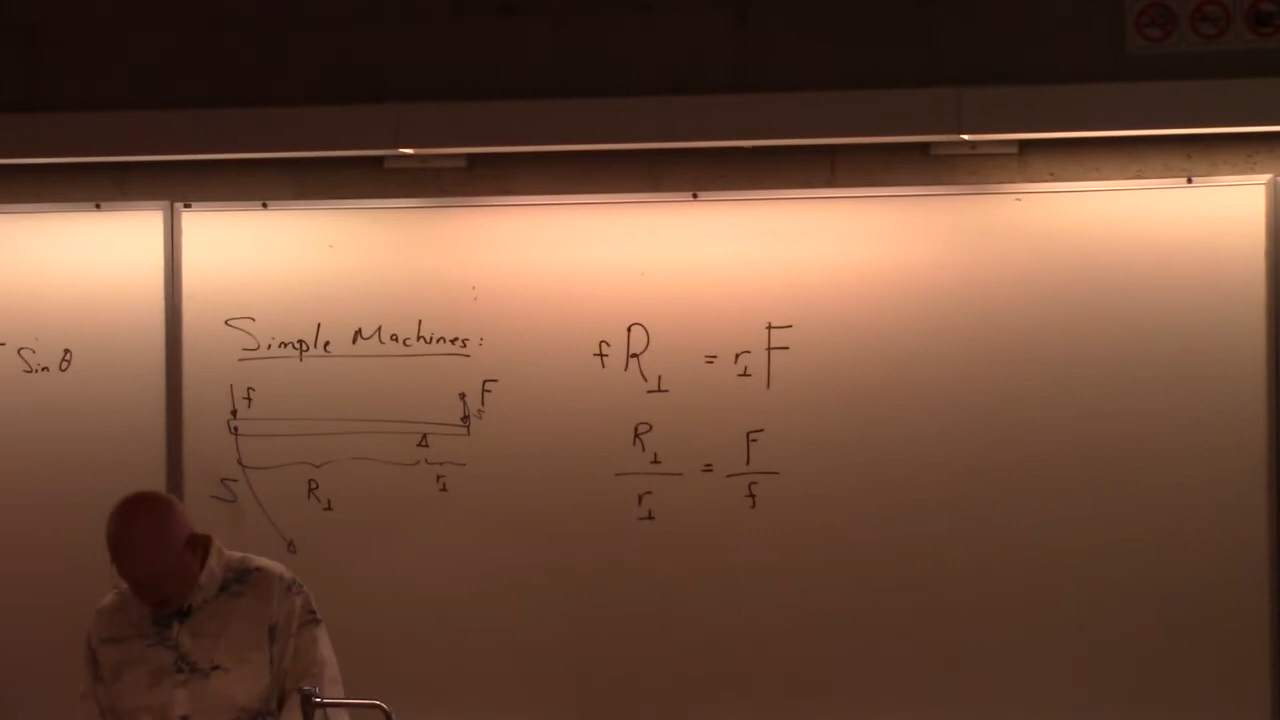 Sin θ
Simple Machines:
f
F
s
S
R⊥
r⊥
f R⊥ = r⊥ F
R⊥ / r⊥ = F / f